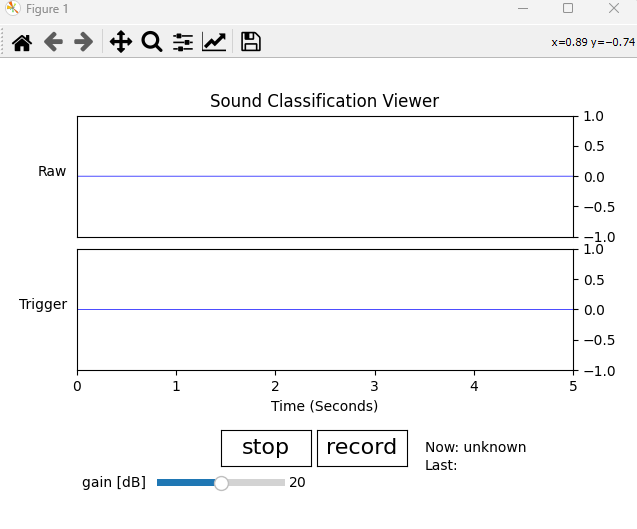 Figure 1
x=0.89 y=−0.74
Sound Classification Viewer
Raw
1.0
0.5
0.0
−0.5
−1.0
Trigger
1.0
0.5
0.0
−0.5
−1.0
0 1 2 3 4 5
Time (Seconds)
stop record
Now: unknown
Last:
gain [dB] 20